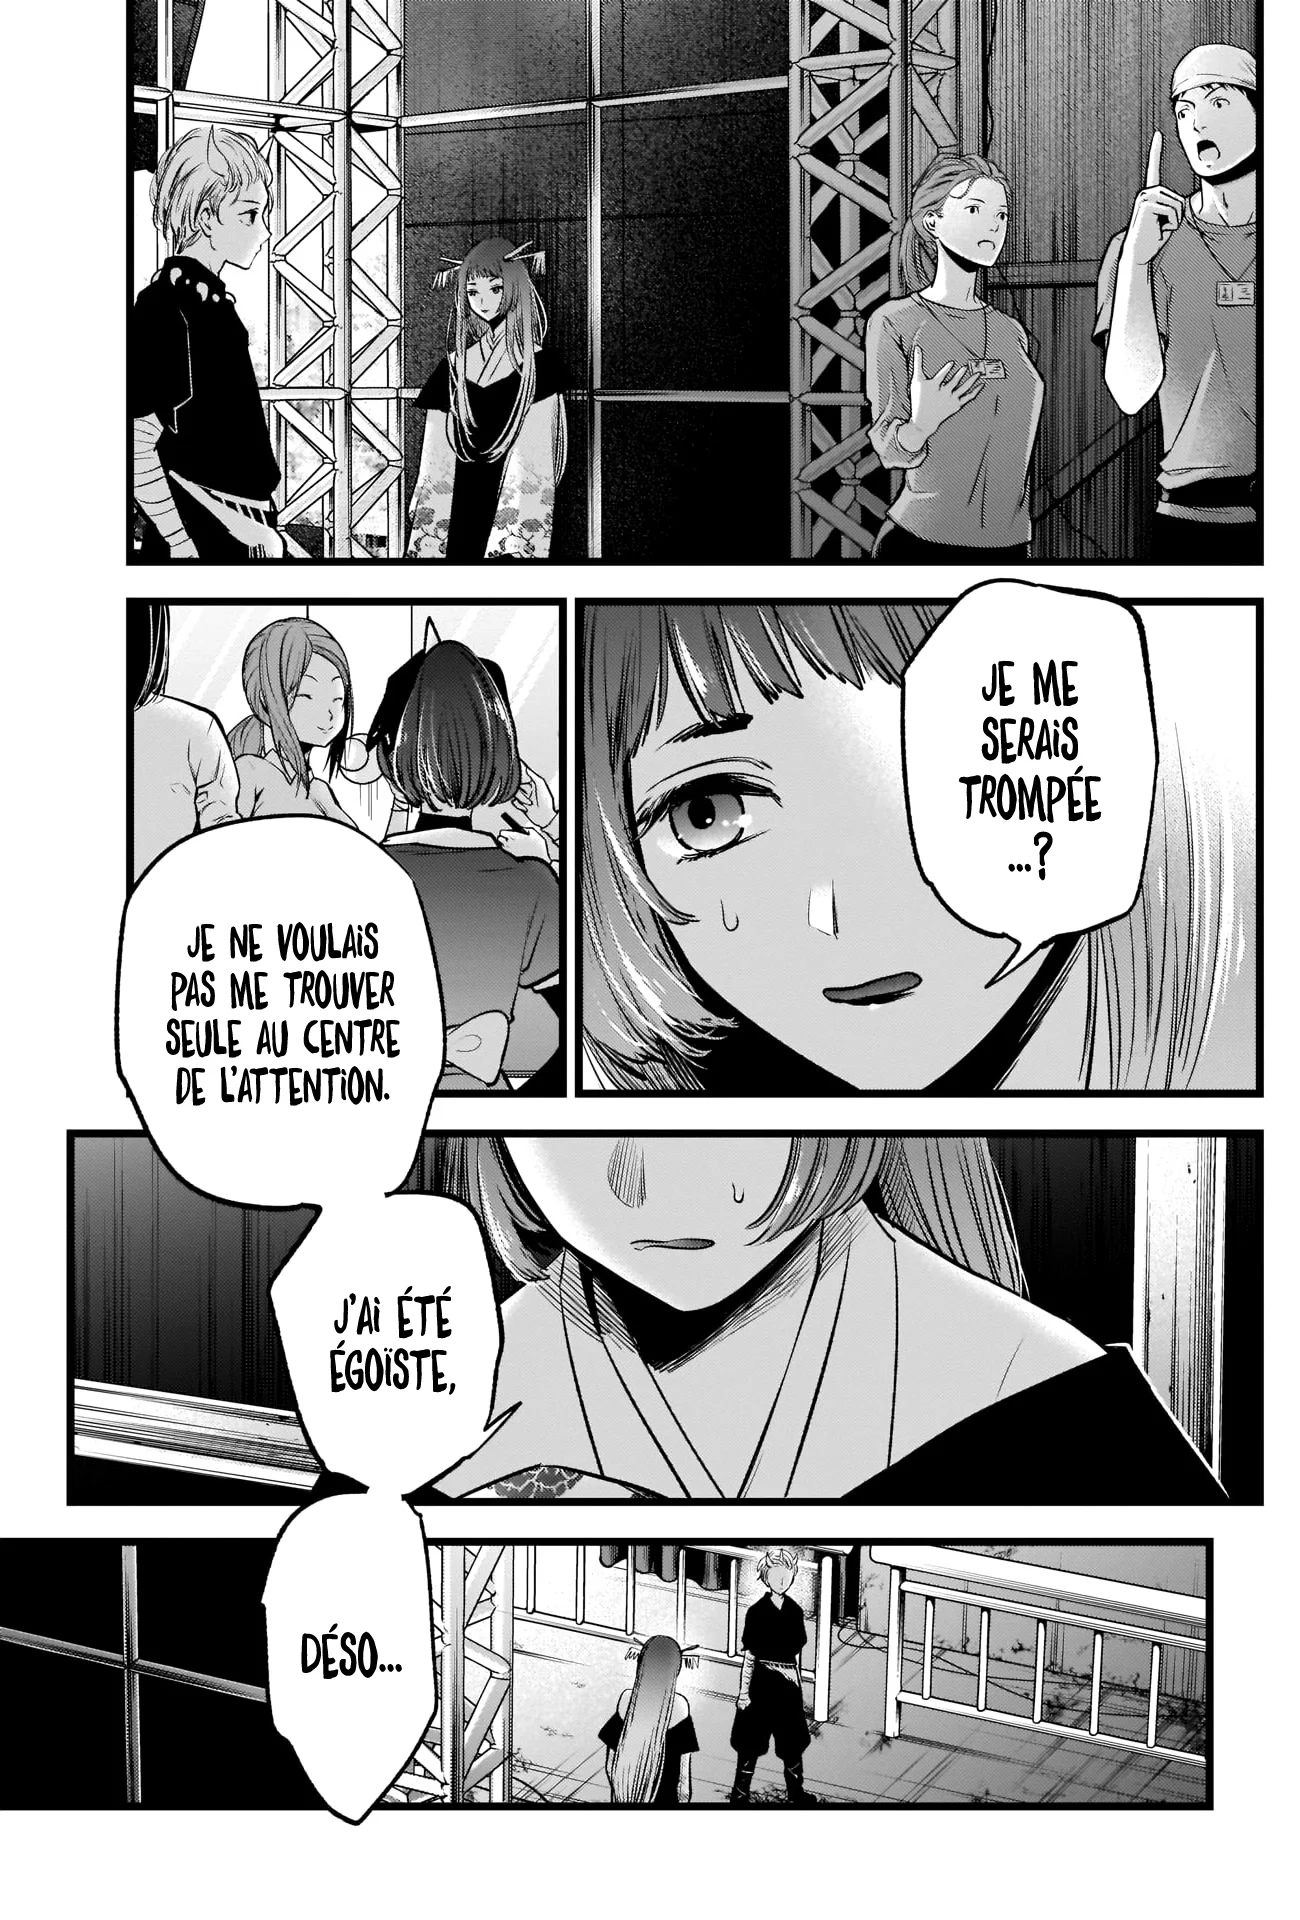 JE ME
SERAIS
TROMPÉE
...?
JE NE VOULAIS
PAS ME TROUVER
SEULE AU CENTRE
DE L'ATTENTION.
J'AI ÉTÉ
ÉGOÏSTE,
DÉSO...